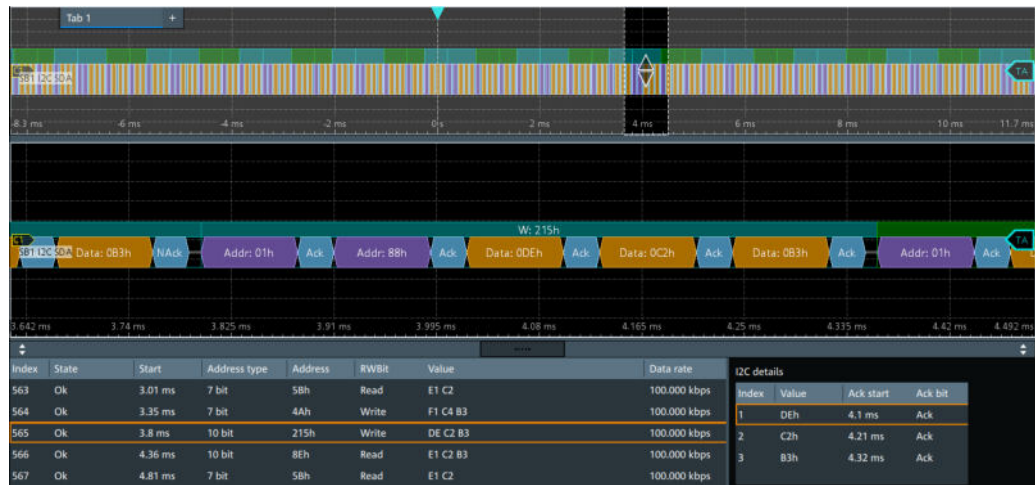 Tab 1 +
C1
SB1 I2C SDA
TA
-8.3 ms -6 ms -4 ms -2 ms 0 s 2 ms 4 ms 6 ms 8 ms 10 ms 11.7 ms
W: 215h
C1
SB1 I2C SDA Data: 0B3h NAck Addr: 01h Ack Addr: 88h Ack Data: 0DEh Ack Data: 0C2h Ack Data: 0B3h Ack Addr: 01h Ack
TA
3.642 ms 3.74 ms 3.825 ms 3.91 ms 3.995 ms 4.08 ms 4.165 ms 4.25 ms 4.335 ms 4.42 ms 4.492 ms
Index State Start Address type Address RWBit Value Data rate
563 Ok 3.01 ms 7 bit 5Bh Read E1 C2 100.000 kbps
564 Ok 3.35 ms 7 bit 4Ah Write F1 C4 B3 100.000 kbps
565 Ok 3.8 ms 10 bit 215h Write DE C2 B3 100.000 kbps
566 Ok 4.36 ms 10 bit 8Eh Read E1 C2 B3 100.000 kbps
567 Ok 4.81 ms 7 bit 5Bh Read E1 C2 100.000 kbps
I2C details
Index Value Ack start Ack bit
1 DEh 4.1 ms Ack
2 C2h 4.21 ms Ack
3 B3h 4.32 ms Ack